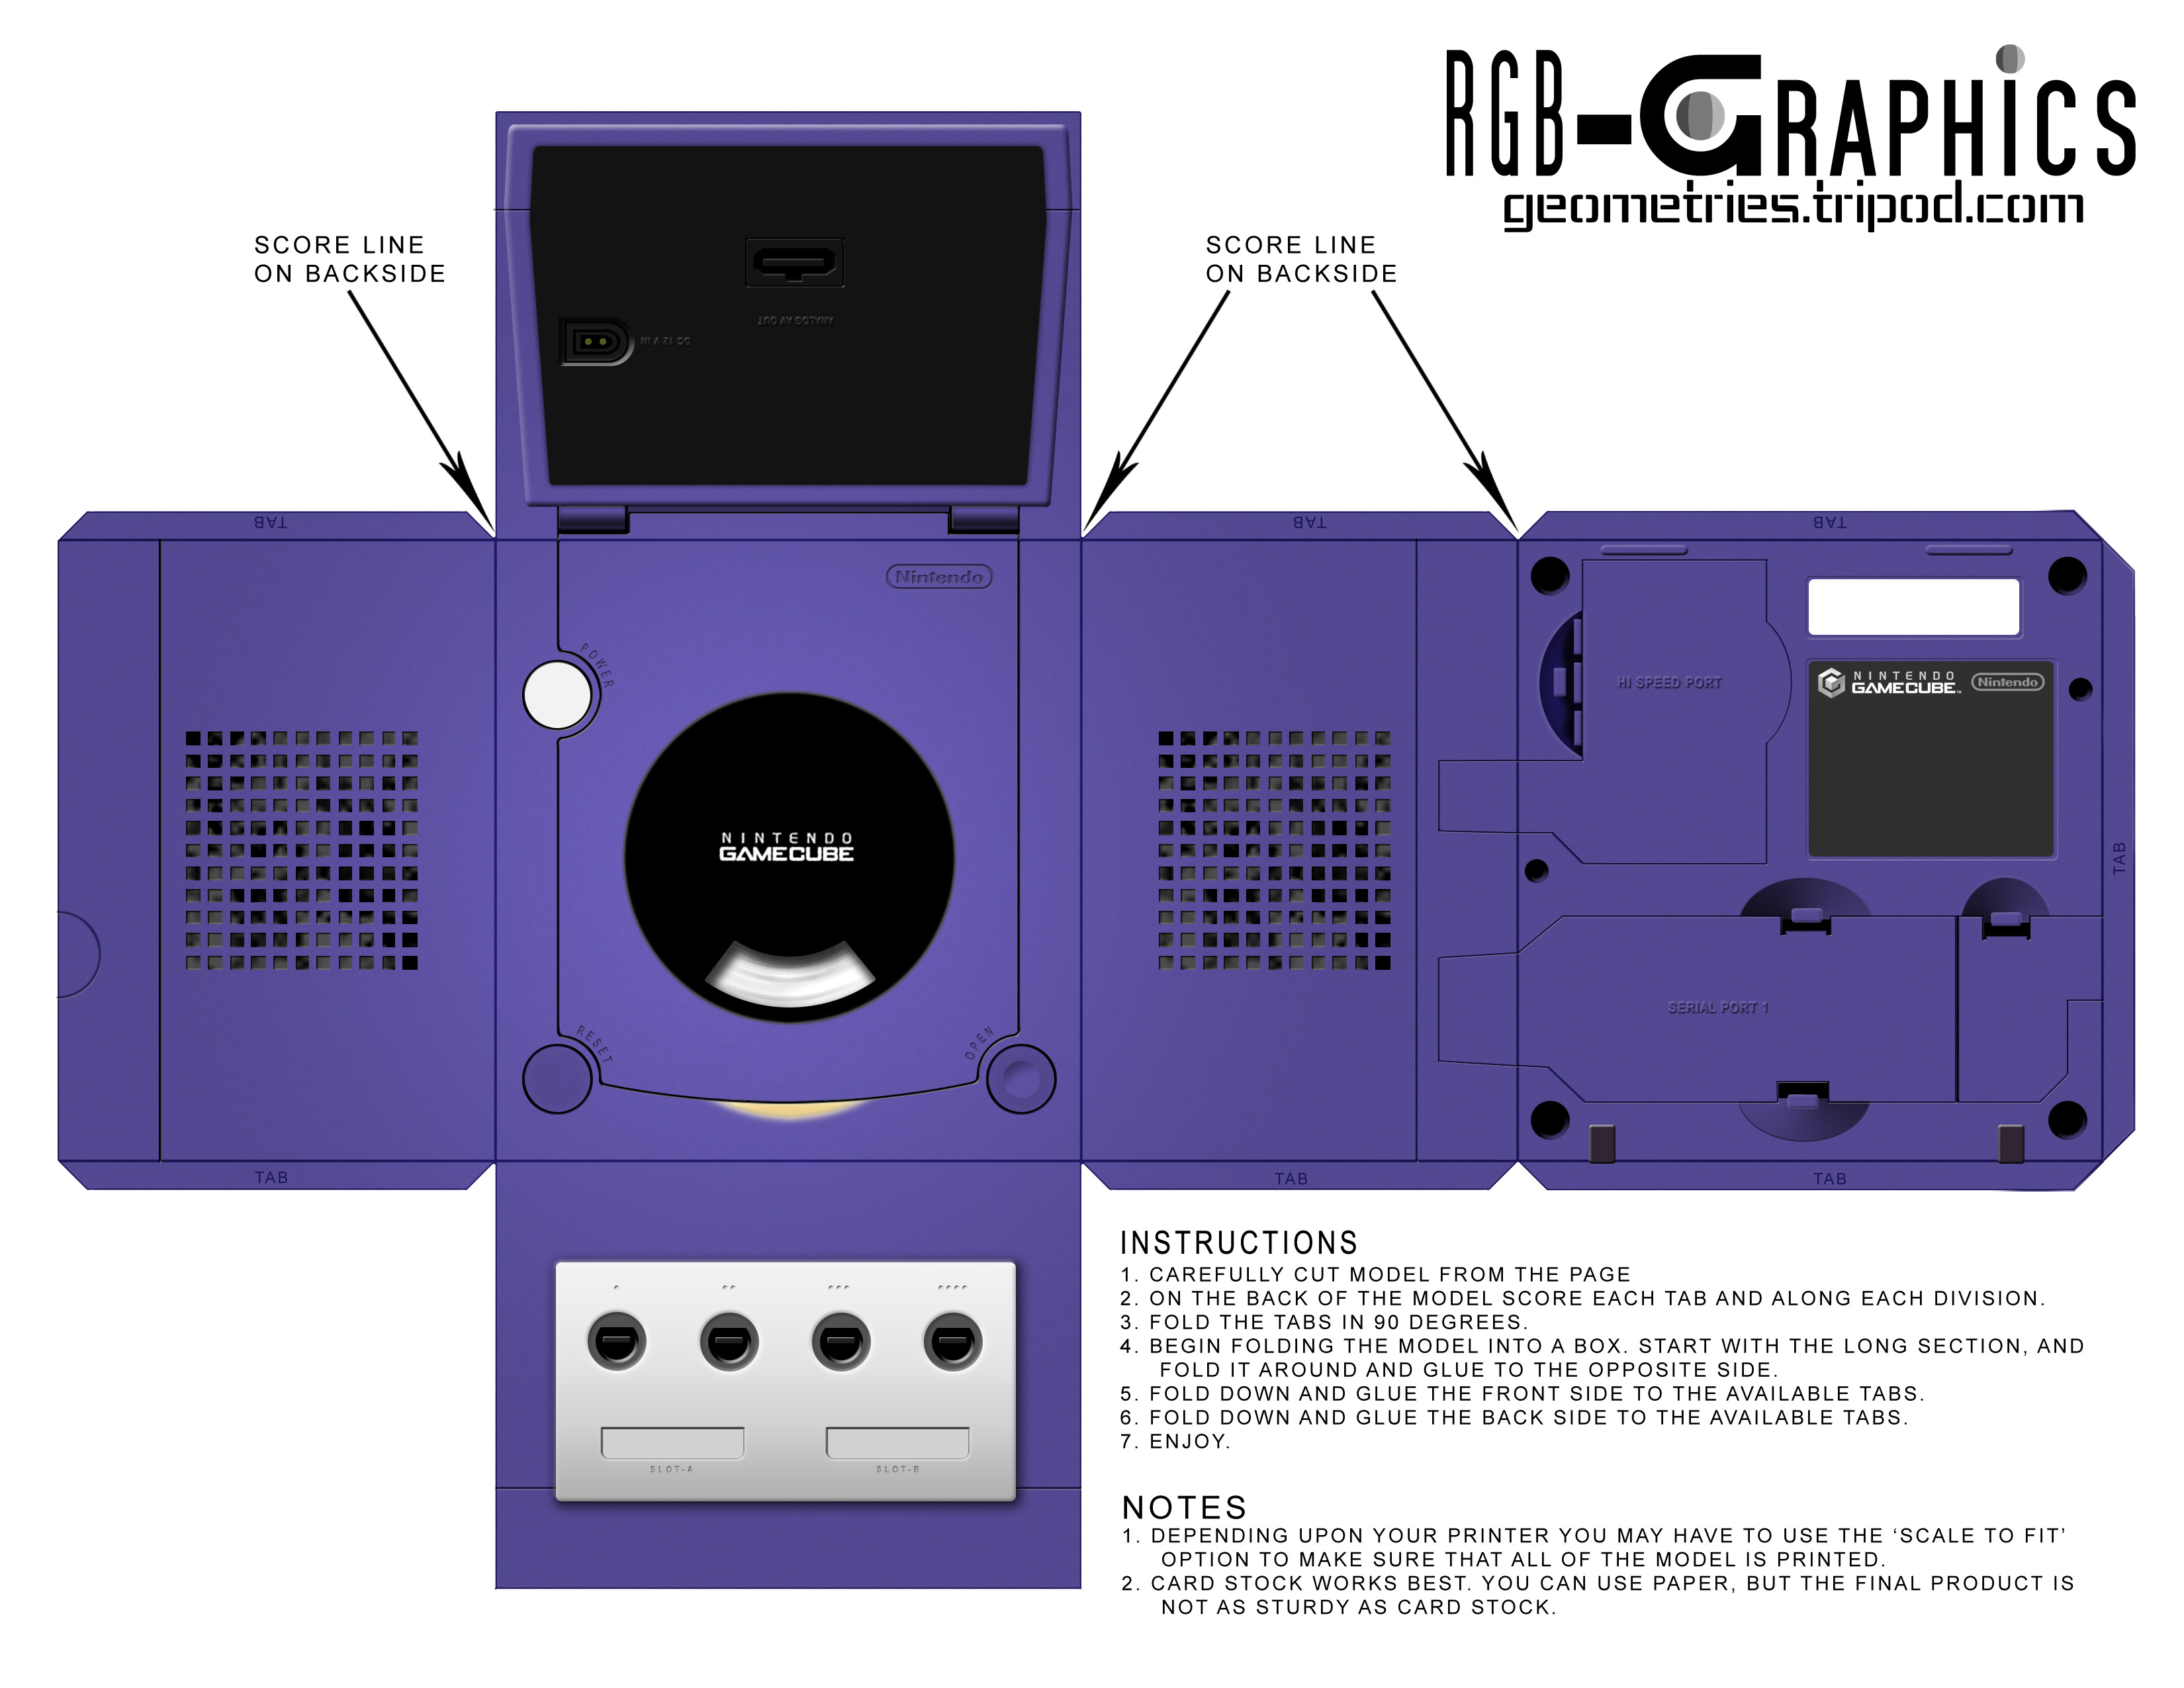 RGB-GRAPHICS
geometries.tripod.com
SCORE LINE
ON BACKSIDE
SCORE LINE
ON BACKSIDE
ANALOG AV OUT
DC 12 V IN
TAB
TAB
TAB
Nintendo
POWER
HI SPEED PORT
NINTENDO
GAMECUBE™
Nintendo
NINTENDO
GAMECUBE
TAB
SERIAL PORT 1
RESET
OPEN
TAB
TAB
TAB
SLOT-A
SLOT-B
INSTRUCTIONS
1. CAREFULLY CUT MODEL FROM THE PAGE
2. ON THE BACK OF THE MODEL SCORE EACH TAB AND ALONG EACH DIVISION.
3. FOLD THE TABS IN 90 DEGREES.
4. BEGIN FOLDING THE MODEL INTO A BOX. START WITH THE LONG SECTION, AND
FOLD IT AROUND AND GLUE TO THE OPPOSITE SIDE.
5. FOLD DOWN AND GLUE THE FRONT SIDE TO THE AVAILABLE TABS.
6. FOLD DOWN AND GLUE THE BACK SIDE TO THE AVAILABLE TABS.
7. ENJOY.
NOTES
1. DEPENDING UPON YOUR PRINTER YOU MAY HAVE TO USE THE ‘SCALE TO FIT’
OPTION TO MAKE SURE THAT ALL OF THE MODEL IS PRINTED.
2. CARD STOCK WORKS BEST. YOU CAN USE PAPER, BUT THE FINAL PRODUCT IS
NOT AS STURDY AS CARD STOCK.